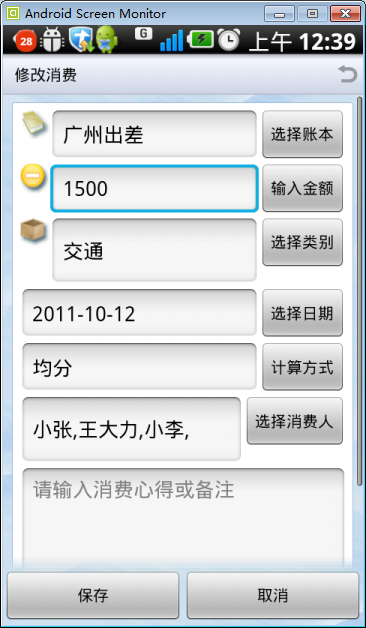 Android Screen Monitor
28
G
上午 12:39
修改消费
广州出差
选择账本
1500
输入金额
交通
选择类别
2011-10-12
选择日期
均分
计算方式
小张,王大力,小李,
选择消费人
请输入消费心得或备注
保存
取消